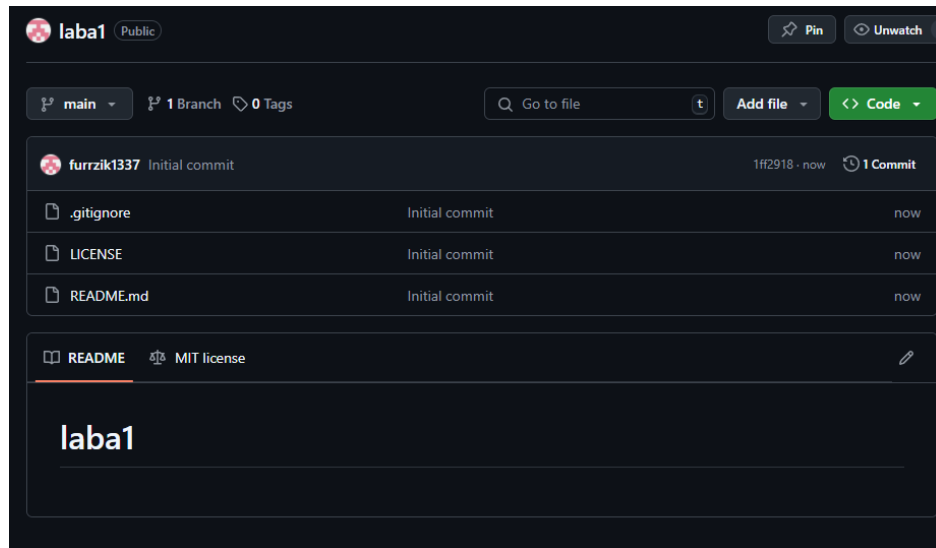 laba1 Public Pin Unwatch
main 1 Branch 0 Tags Go to file t Add file <> Code
furrzik1337 Initial commit 1ff2918 · now 1 Commit
.gitignore Initial commit now
LICENSE Initial commit now
README.md Initial commit now
README MIT license
laba1